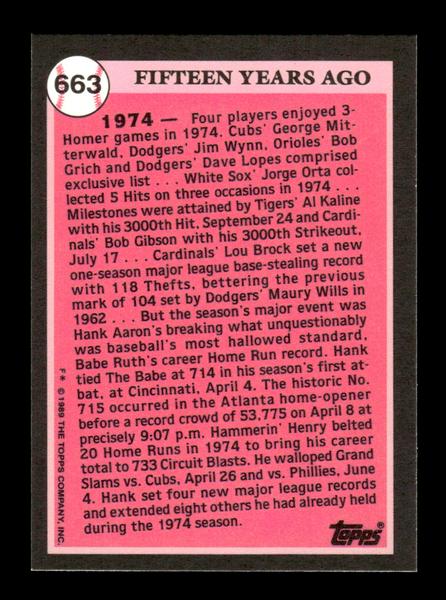 663
FIFTEEN YEARS AGO
1974 — Four players enjoyed 3-
Homer games in 1974. Cubs' George Mit-
terwald, Dodgers' Jim Wynn, Orioles' Bob
Grich and Dodgers' Dave Lopes comprised
exclusive list . . . White Sox' Jorge Orta col-
lected 5 Hits on three occasions in 1974 . . .
Milestones were attained by Tigers' Al Kaline
with his 3000th Hit, September 24 and Cardi-
nals' Bob Gibson with his 3000th Strikeout,
July 17 . . . Cardinals' Lou Brock set a new
one-season major league base-stealing record
with 118 Thefts, bettering the previous
mark of 104 set by Dodgers' Maury Wills in
1962 . . . But the season's major event was
Hank Aaron's breaking what unquestionably
was baseball's most hallowed standard,
Babe Ruth's career Home Run record. Hank
tied The Babe at 714 in his season's first at-
bat, at Cincinnati, April 4. The historic No.
715 occurred in the Atlanta home-opener
before a record crowd of 53.775 on April 8 at
precisely 9:07 p.m. Hammerin' Henry belted
20 Home Runs in 1974 to bring his career
total to 733 Circuit Blasts. He walloped Grand
Slams vs. Cubs, April 26 and vs. Phillies, June
4. Hank set four new major league records
and extended eight others he had already held
during the 1974 season.
topps®
F* © 1989 THE TOPPS COMPANY, INC.